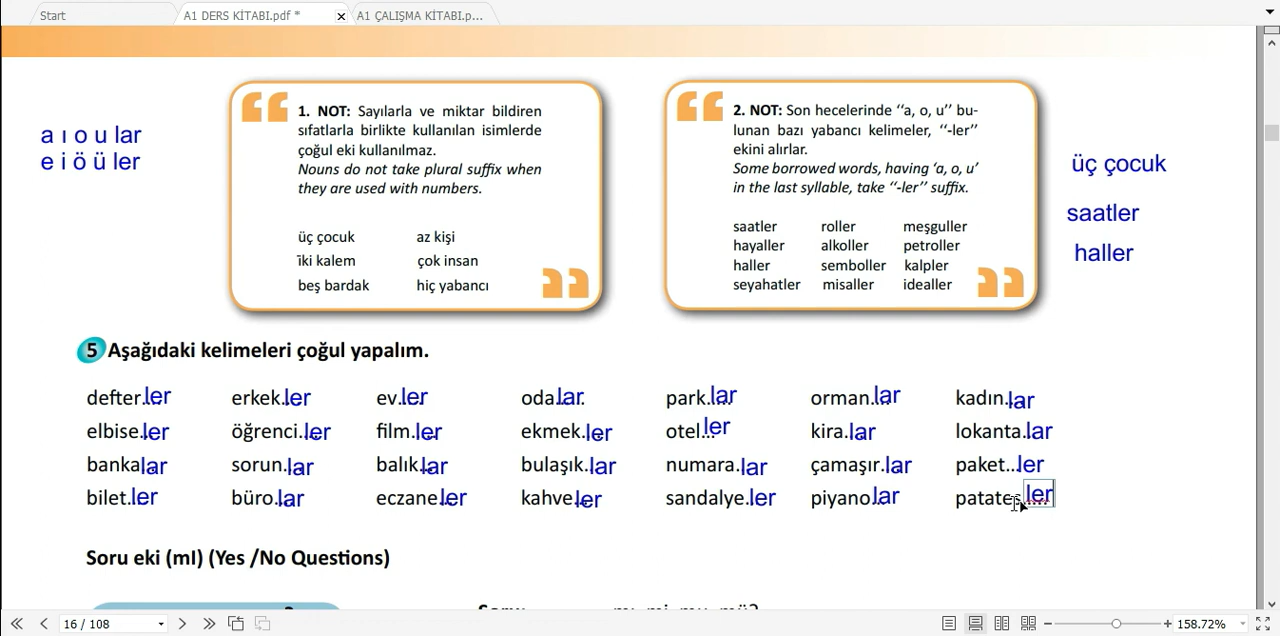 Start
A1 DERS KİTABI.pdf *
A1 ÇALIŞMA KİTABI.p...
a ı o u lar
e i ö ü ler
1. NOT: Sayılarla ve miktar bildiren
sıfatlarla birlikte kullanılan isimlerde
çoğul eki kullanılmaz.
Nouns do not take plural suffix when
they are used with numbers.
üç çocuk az kişi
iki kalem çok insan
beş bardak hiç yabancı
2. NOT: Son hecelerinde "a, o, u" bu-
lunan bazı yabancı kelimeler, "-ler"
ekini alırlar.
Some borrowed words, having 'a, o, u'
in the last syllable, take "-ler" suffix.
saatler roller meşguller
hayaller alkoller petroller
haller semboller kalpler
seyahatler misaller idealler
üç çocuk
saatler
haller
5 Aşağıdaki kelimeleri çoğul yapalım.
defter...ler erkek.ler ev.ler oda.lar. park.lar orman.lar kadın.lar
elbise.ler öğrenci.ler film.ler ekmek.ler otel...ler kira.lar lokanta.lar
bankalar sorun.lar balık.lar bulaşık.lar numara.lar çamaşır.lar paket...ler
bilet.ler büro.lar eczane.ler kahve.ler sandalye.ler piyano.lar patates.ler
Soru eki (mI) (Yes /No Questions)
16 / 108
158.72%